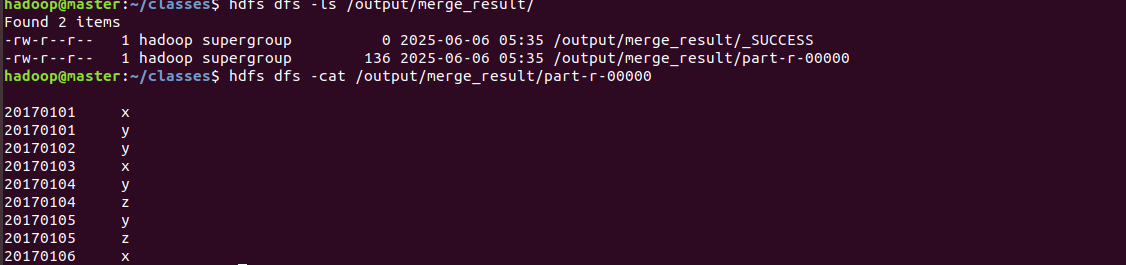 hadoop@master:~/classes$ hdfs dfs -ls /output/merge_result/
Found 2 items
-rw-r--r--   1 hadoop supergroup          0 2025-06-06 05:35 /output/merge_result/_SUCCESS
-rw-r--r--   1 hadoop supergroup        136 2025-06-06 05:35 /output/merge_result/part-r-00000
hadoop@master:~/classes$ hdfs dfs -cat /output/merge_result/part-r-00000
20170101     x
20170101     y
20170102     y
20170103     x
20170104     y
20170104     z
20170105     y
20170105     z
20170106     x